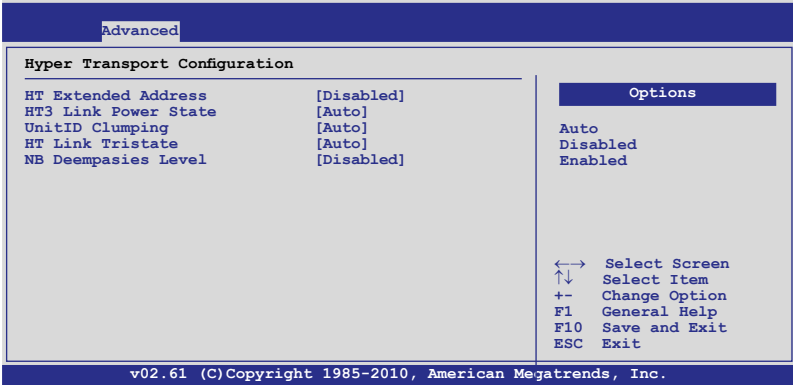 Advanced
Hyper Transport Configuration
HT Extended Address [Disabled]
HT3 Link Power State [Auto]
UnitID Clumping [Auto]
HT Link Tristate [Auto]
NB Deempasies Level [Disabled]
Options
Auto
Disabled
Enabled
←→ Select Screen
↑↓ Select Item
+- Change Option
F1 General Help
F10 Save and Exit
ESC Exit
v02.61 (C)Copyright 1985-2010, American Megatrends, Inc.